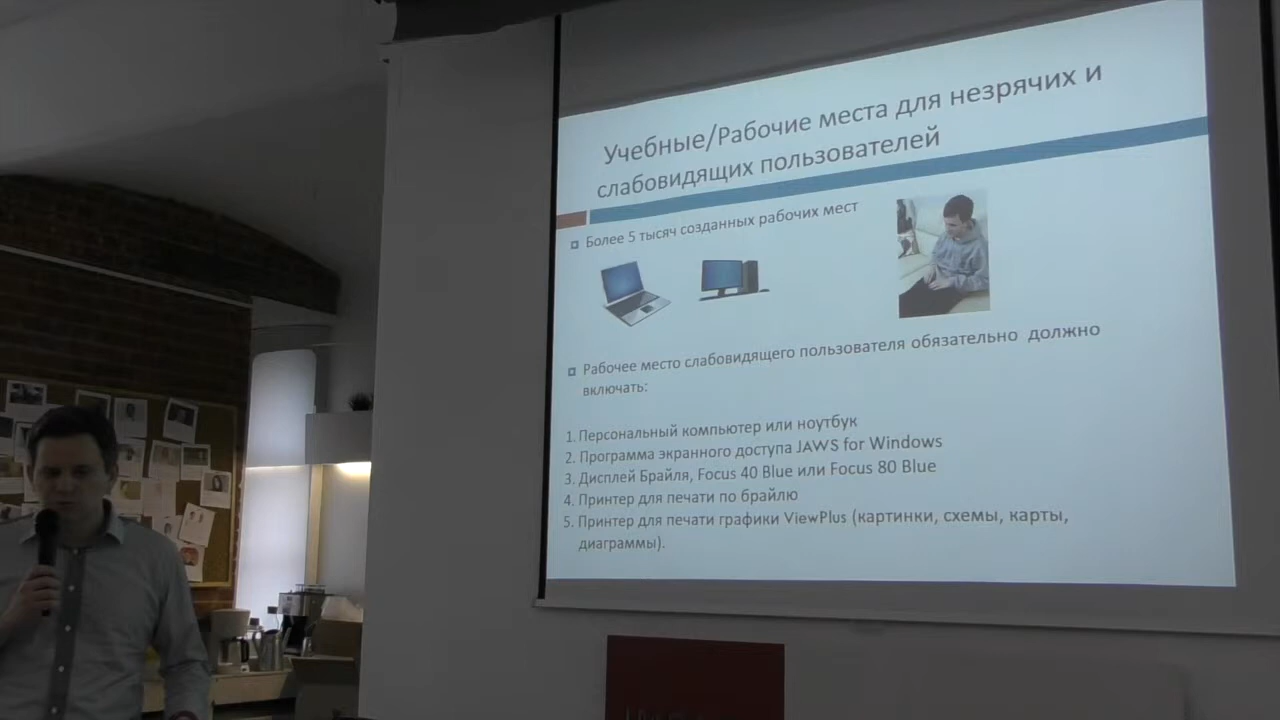 Учебные/Рабочие места для незрячих и
слабовидящих пользователей
Более 5 тысяч созданных рабочих мест
Рабочее место слабовидящего пользователя обязательно должно
включать:
1. Персональный компьютер или ноутбук
2. Программа экранного доступа JAWS for Windows
3. Дисплей Брайля, Focus 40 Blue или Focus 80 Blue
4. Принтер для печати по брайлю
5. Принтер для печати графики ViewPlus (картинки, схемы, карты,
диаграммы).